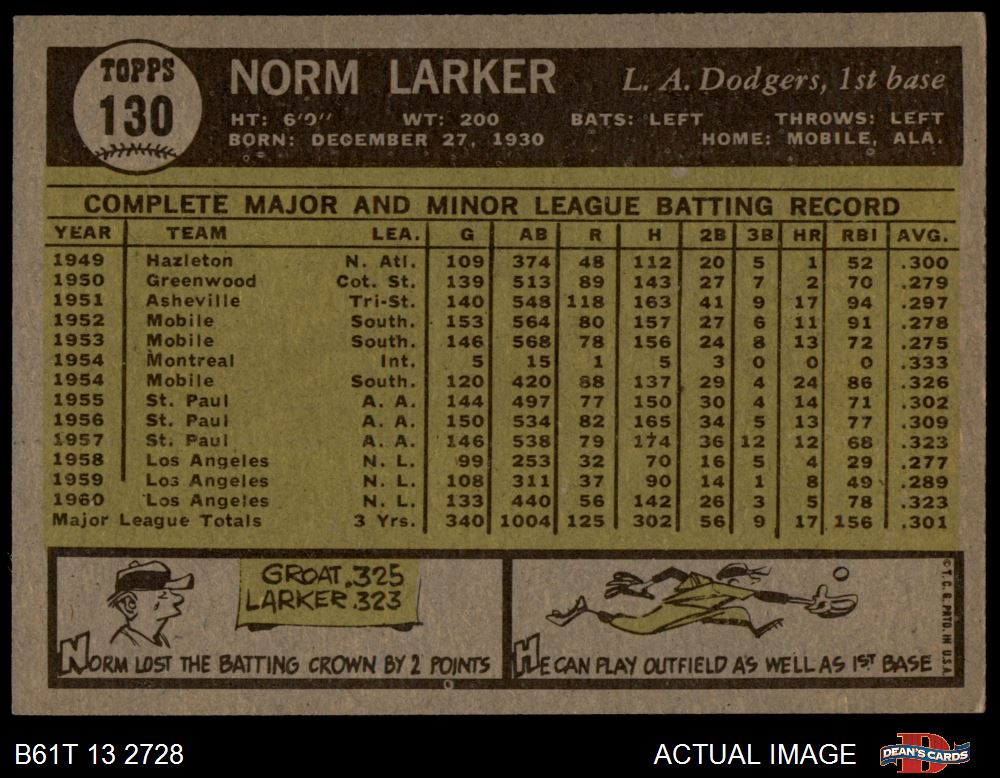 TOPPS
130
NORM LARKER
L. A. Dodgers, 1st base
HT: 6'0" WT: 200 BATS: LEFT THROWS: LEFT
BORN: DECEMBER 27, 1930 HOME: MOBILE, ALA.
COMPLETE MAJOR AND MINOR LEAGUE BATTING RECORD
YEAR TEAM LEA. G AB R H 2B 3B HR RBI AVG.
1949 Hazleton N. Atl. 109 374 48 112 20 5 1 52 .300
1950 Greenwood Cot. St. 139 513 89 143 27 7 2 70 .279
1951 Asheville Tri-St. 140 548 118 163 41 9 17 94 .297
1952 Mobile South. 153 564 80 157 27 6 11 91 .278
1953 Mobile South. 146 568 78 156 24 8 13 72 .275
1954 Montreal Int. 5 15 1 5 3 0 0 0 .333
1954 Mobile South. 120 420 88 137 29 4 24 86 .326
1955 St. Paul A. A. 144 497 77 150 30 4 14 71 .302
1956 St. Paul A. A. 150 534 82 165 34 5 13 77 .309
1957 St. Paul A. A. 146 538 79 174 36 12 12 68 .323
1958 Los Angeles N. L. 99 253 32 70 16 5 4 29 .277
1959 Los Angeles N. L. 108 311 37 90 14 1 8 49 .289
1960 Los Angeles N. L. 133 440 56 142 26 3 5 78 .323
Major League Totals 3 Yrs. 340 1004 125 302 56 9 17 156 .301
GROAT .325
LARKER .323
NORM LOST THE BATTING CROWN BY 2 POINTS
HE CAN PLAY OUTFIELD AS WELL AS 1ST BASE
© T. C. G. PRTD. IN U.S.A.
B61T 13 2728
ACTUAL IMAGE
DEAN'S CARDS